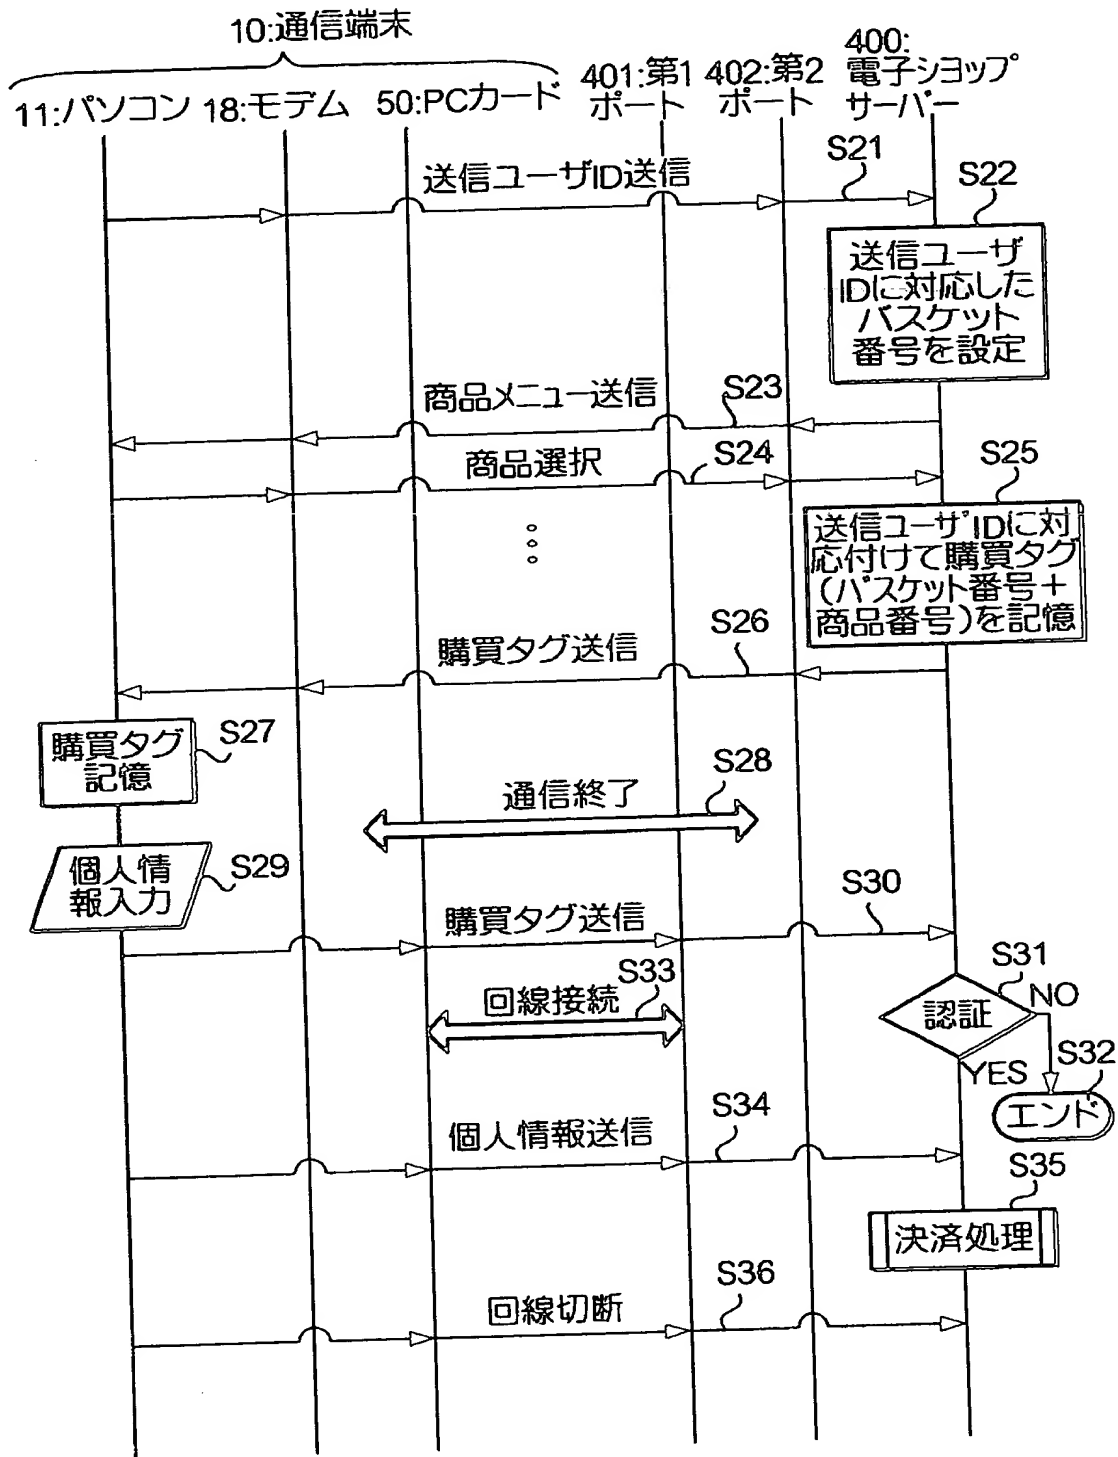 10:通信端末
11:パソコン
18:モデム
50:PCカード
401:第1
ポート
402:第2
ポート
400:
電子ショップ
サーバー
送信ユーザID送信
S21
S22
送信ユーザ
IDに対応した
バスケット
番号を設定
商品メニュー送信
S23
商品選択
S24
S25
送信ユーザIDに対
応付けて購買タグ
(バスケット番号+
商品番号)を記憶
購買タグ送信
S26
購買タグ
記憶
S27
通信終了
S28
個人情
報入力
S29
購買タグ送信
S30
S31
認証
NO
YES
S32
エンド
回線接続
S33
個人情報送信
S34
S35
決済処理
回線切断
S36